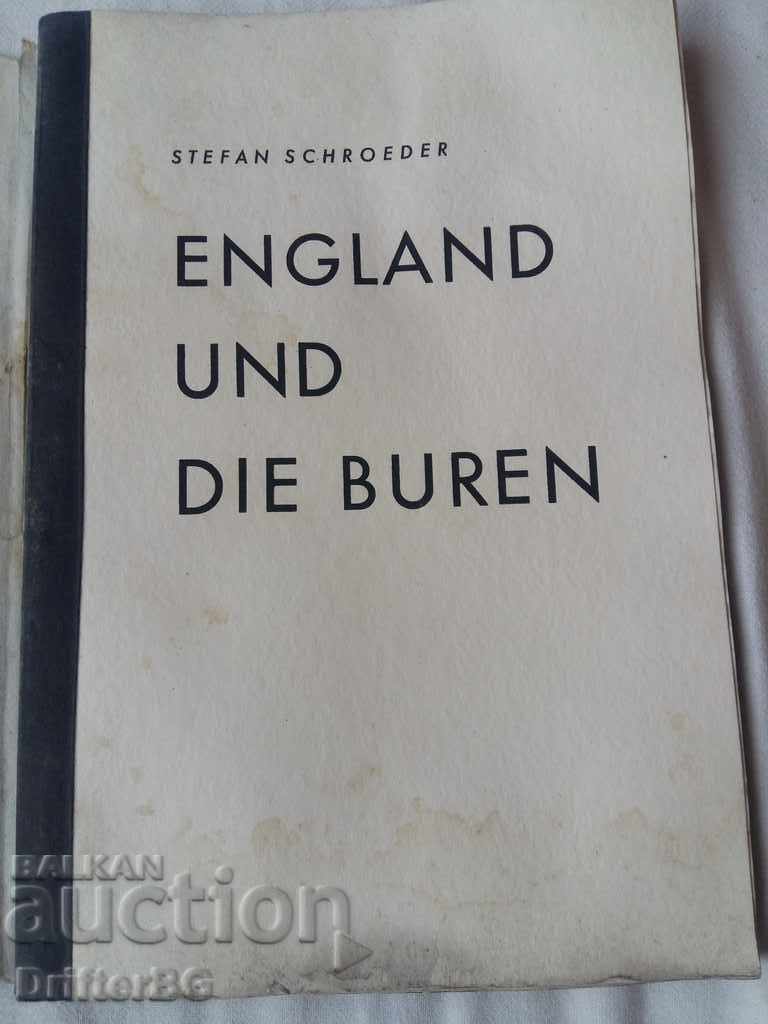 STEFAN SCHROEDER
ENGLAND
UND
DIE BUREN
BALKAN
auction
DrifterBG